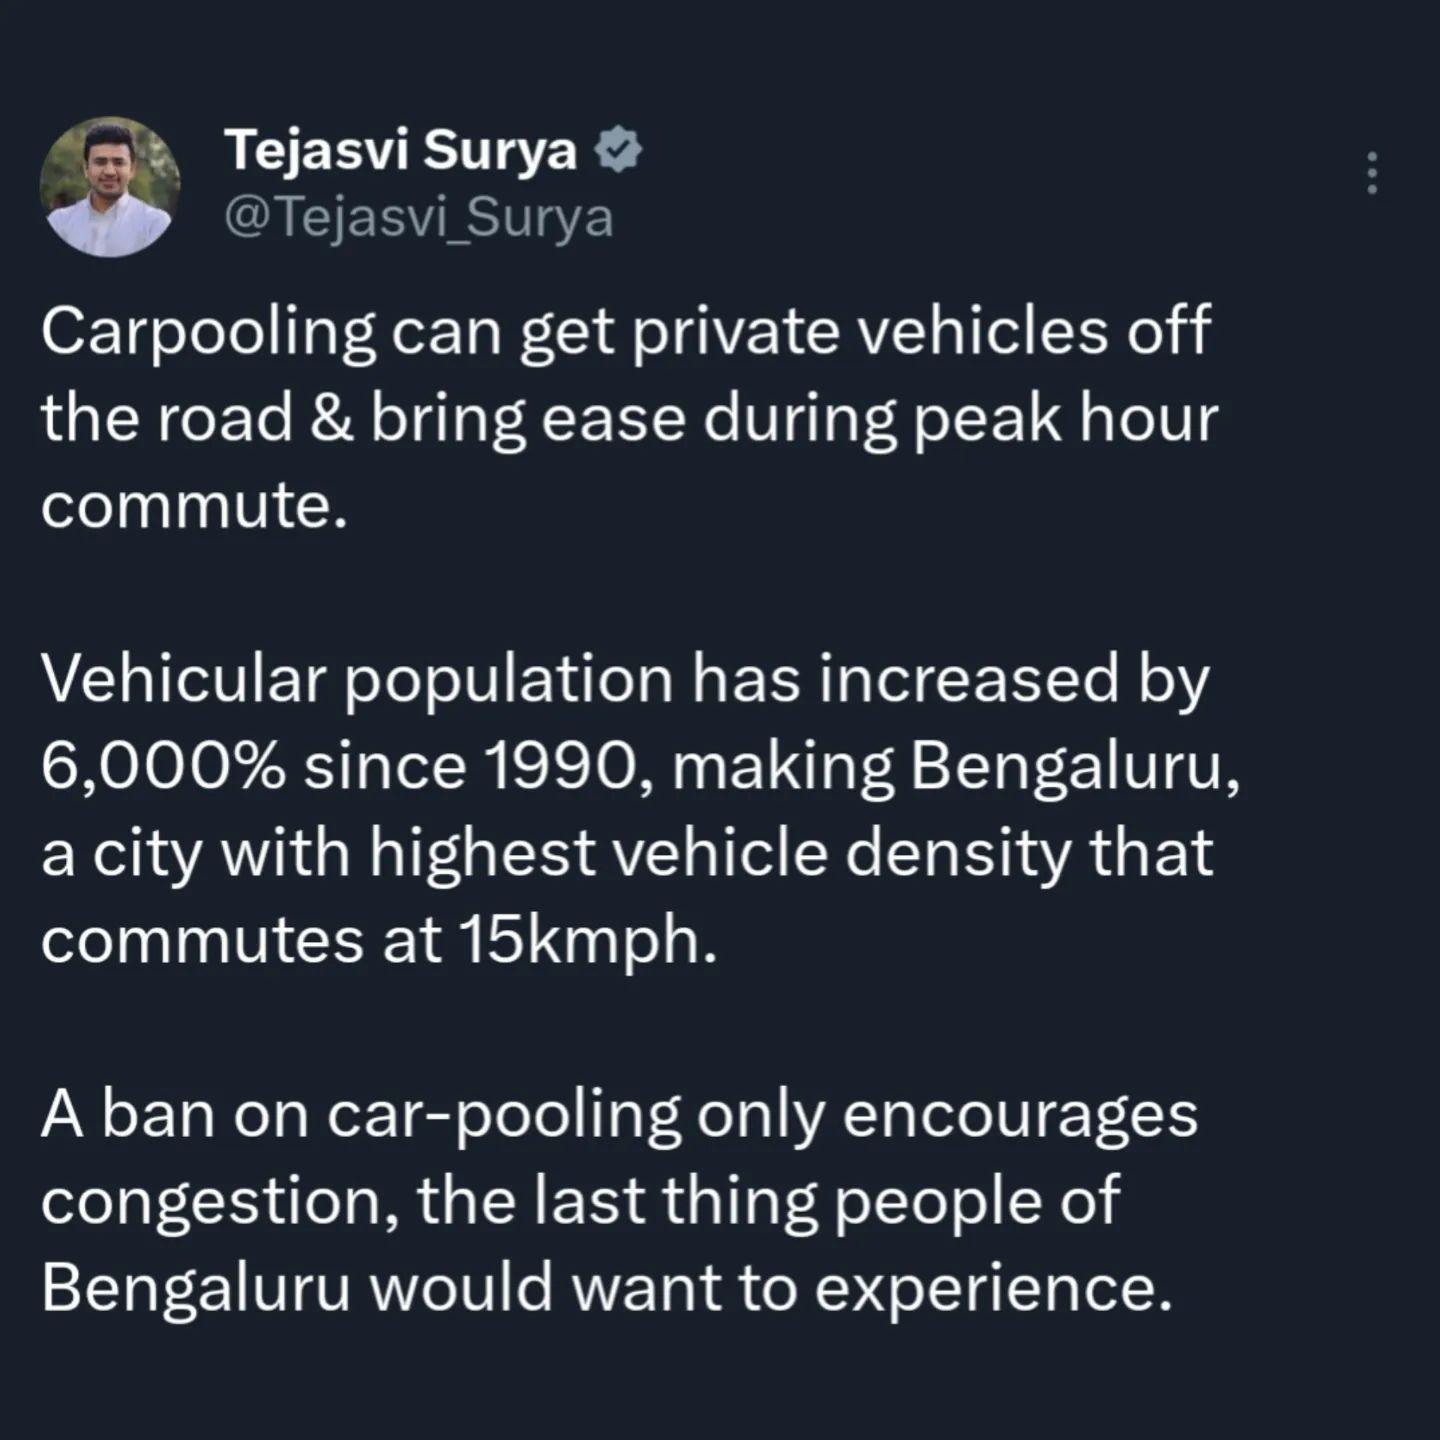 Tejasvi Surya
@Tejasvi_Surya
Carpooling can get private vehicles off
the road & bring ease during peak hour
commute.
Vehicular population has increased by
6,000% since 1990, making Bengaluru,
a city with highest vehicle density that
commutes at 15kmph.
A ban on car-pooling only encourages
congestion, the last thing people of
Bengaluru would want to experience.